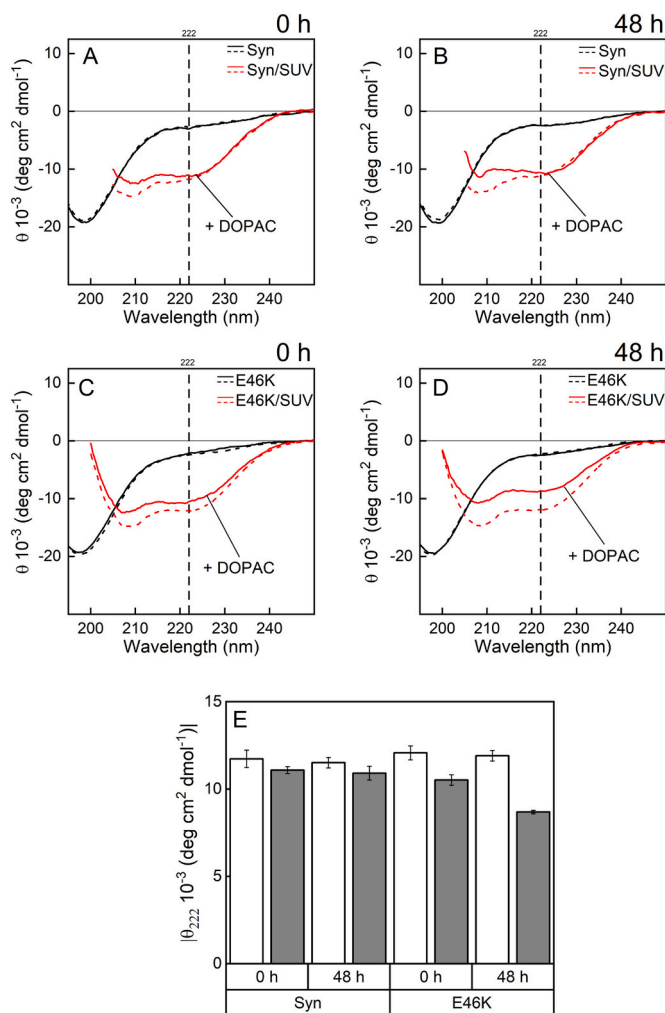 0 h
48 h
222
222
A
Syn
Syn/SUV
B
Syn
Syn/SUV
10
0
-10
-20
10
0
-10
-20
θ 10⁻³ (deg cm² dmol⁻¹)
θ 10⁻³ (deg cm² dmol⁻¹)
+ DOPAC
+ DOPAC
200 210 220 230 240
200 210 220 230 240
Wavelength (nm)
Wavelength (nm)
0 h
48 h
222
222
C
E46K
E46K/SUV
D
E46K
E46K/SUV
10
0
-10
-20
10
0
-10
-20
θ 10⁻³ (deg cm² dmol⁻¹)
θ 10⁻³ (deg cm² dmol⁻¹)
+ DOPAC
+ DOPAC
200 210 220 230 240
200 210 220 230 240
Wavelength (nm)
Wavelength (nm)
E
15
10
5
0
|θ₂₂₂ 10⁻³ (deg cm² dmol⁻¹)|
0 h 48 h 0 h 48 h
Syn E46K